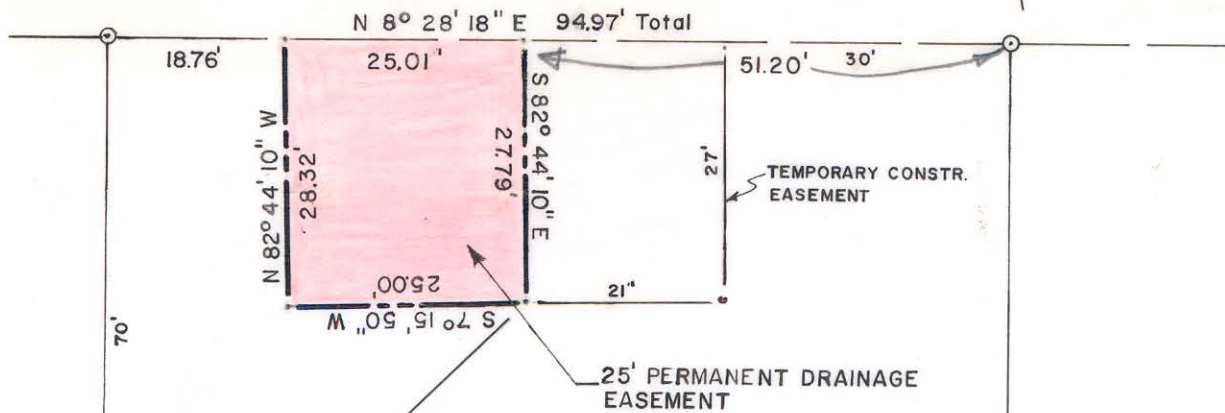 N 8° 28' 18" E 94.97' Total
18.76'
25.01'
51.20'
30'
N 82° 44' 10" W
28.32'
27.79'
S 82° 44' 10" E
27'
TEMPORARY CONSTR.
EASEMENT
25.00'
S 7° 15' 50" W
21'
70'
25' PERMANENT DRAINAGE
EASEMENT